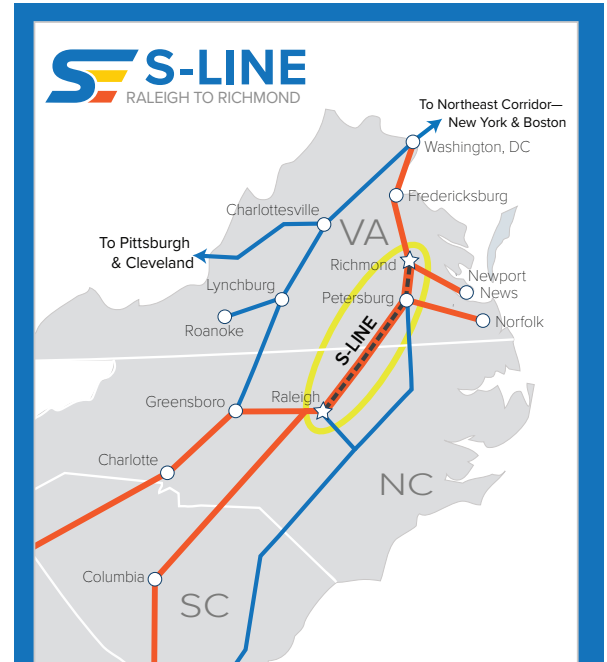 S-LINE
RALEIGH TO RICHMOND
To Northeast Corridor—
New York & Boston
Washington, DC
Fredericksburg
Charlottesville
VA
To Pittsburgh
& Cleveland
Richmond
Newport
News
Lynchburg
Petersburg
Roanoke
Norfolk
S-LINE
Greensboro
Raleigh
Charlotte
NC
Columbia
SC